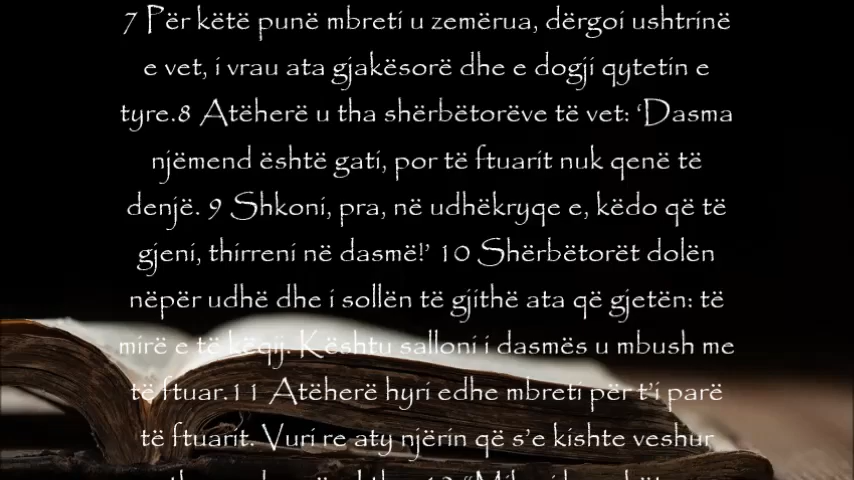 7 Për këtë punë mbreti u zemërua, dërgoi ushtrinë
e vet, i vrau ata gjakësorë dhe e dogji qytetin e
tyre.8 Atëherë u tha shërbëtorëve të vet: ‘Dasma
njëmend është gati, por të ftuarit nuk qenë të
denjë. 9 Shkoni, pra, në udhëkryqe e, këdo që të
gjeni, thirreni në dasmë!’ 10 Shërbëtorët dolën
nëpër udhë dhe i sollën të gjithë ata që gjetën: të
mirë e të këqij. Kështu salloni i dasmës u mbush me
të ftuar.11 Atëherë hyri edhe mbreti për t’i parë
të ftuarit. Vuri re aty njërin që s’e kishte veshur